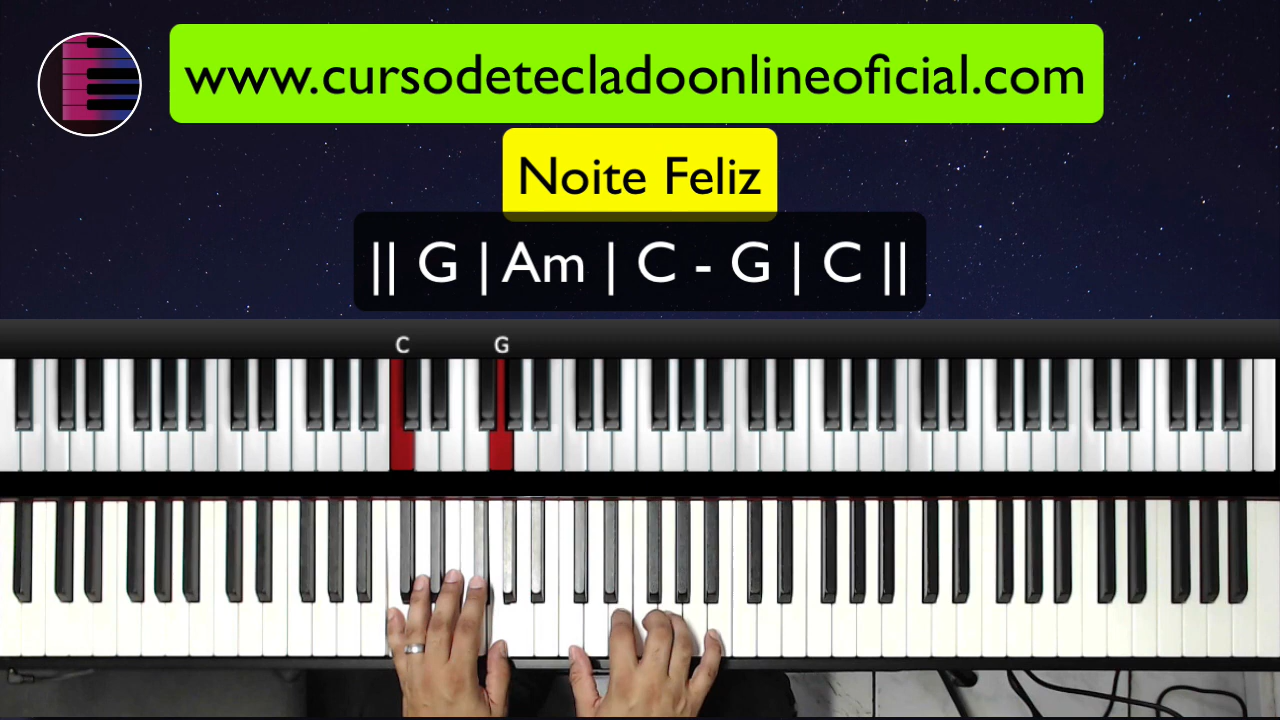 www.cursodetecladoonlineoficial.com
Noite Feliz
|| G | Am | C - G | C ||
C G